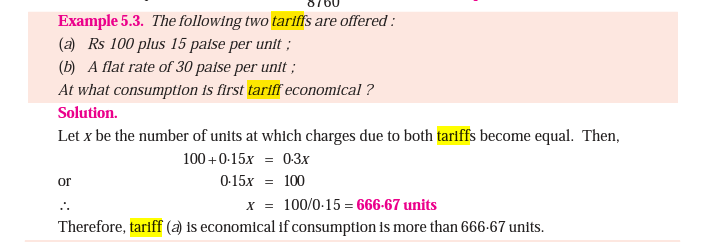 8760
Example 5.3. The following two tariffs are offered :
(a) Rs 100 plus 15 paise per unit ;
(b) A flat rate of 30 paise per unit ;
At what consumption is first tariff economical ?
Solution.
Let x be the number of units at which charges due to both tariffs become equal. Then,
100 + 0·15x = 0·3x
or 0·15x = 100
∴ x = 100/0·15 = 666·67 units
Therefore, tariff (a) is economical if consumption is more than 666·67 units.